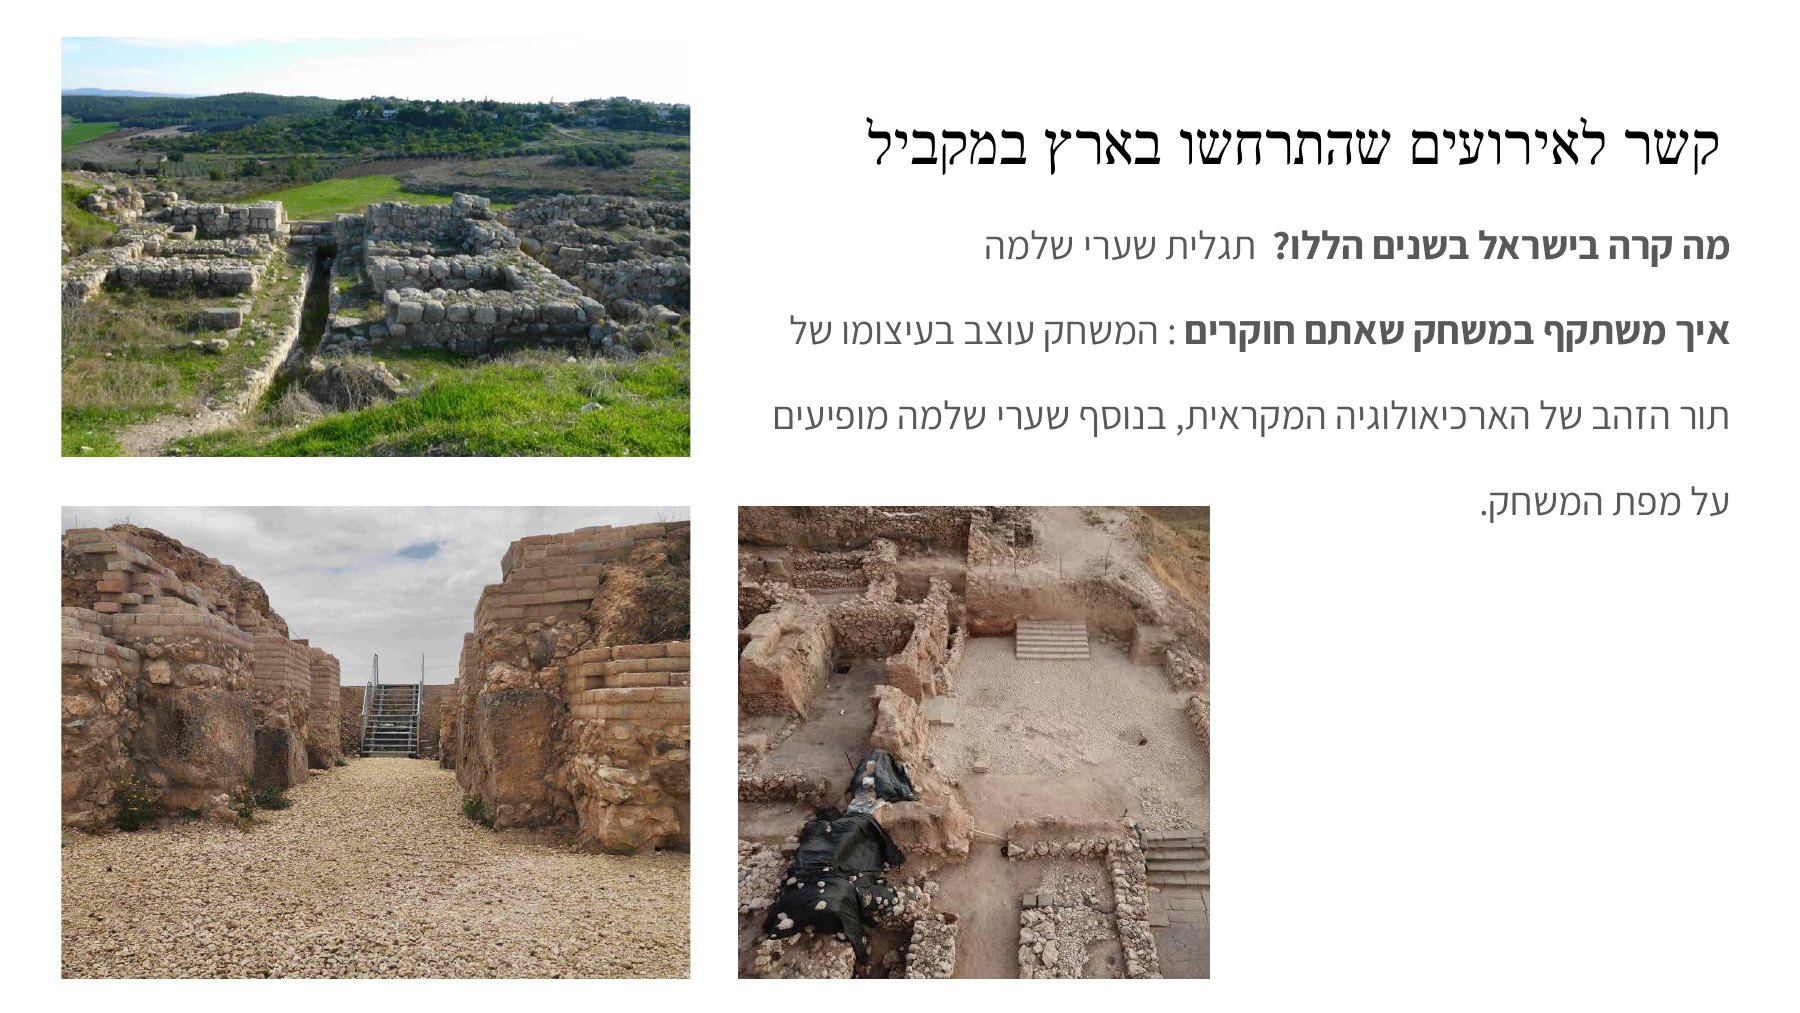 קשר לאירועים שהתרחשו בארץ במקביל
מה קרה בישראל בשנים הללו? תגלית שערי שלמה
איך משתקף במשחק שאתם חוקרים : המשחק עוצב בעיצומו של
תור הזהב של הארכיאולוגיה המקראית, בנוסף שערי שלמה מופיעים
על מפת המשחק.